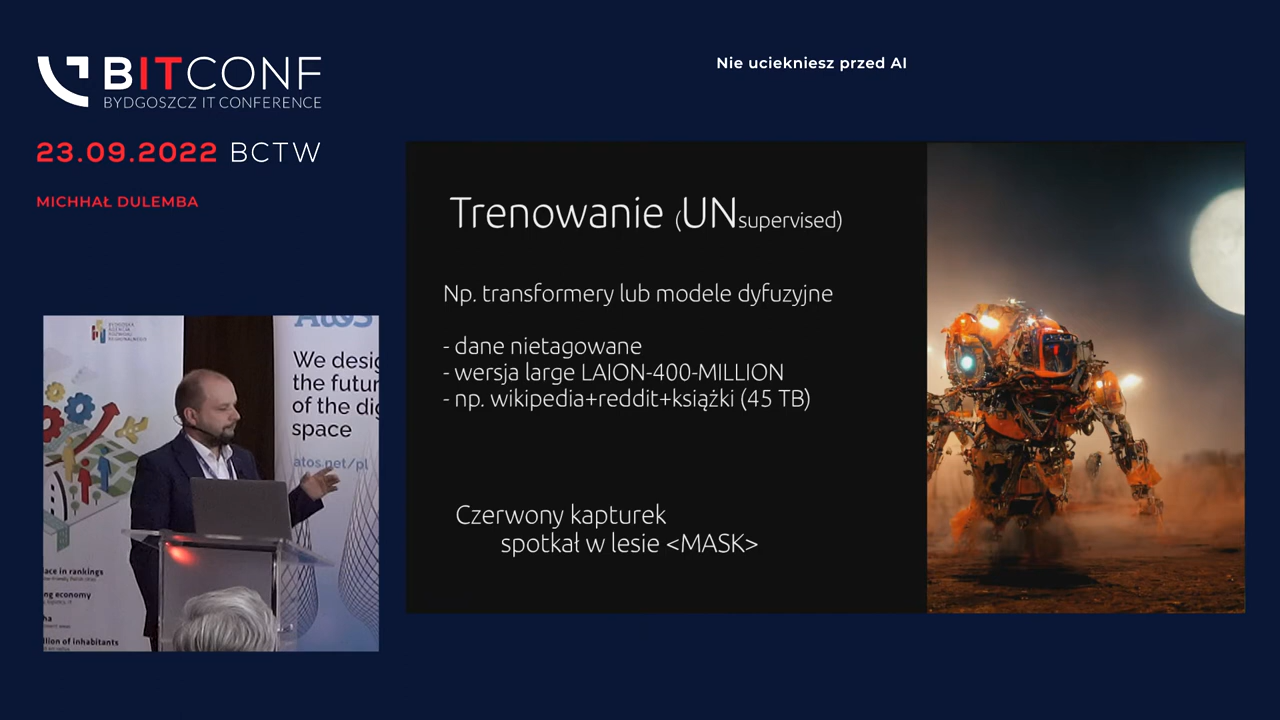 BITCONF
BYDGOSZCZ IT CONFERENCE
23.09.2022 BCTW
MICHHAŁ DULEMBA
Nie uciekniesz przed AI
Trenowanie (UNsupervised)
Np. transformery lub modele dyfuzyjne
- dane nietagowane
- wersja large LAION-400-MILLION
- np. wikipedia+reddit+książki (45 TB)
Czerwony kapturek
spotkał w lesie <MASK>
Atos
We desig
the futur
of the dig
space
atos.net/pl
ace in rankings
ng economy
ha
llion of inhabitants